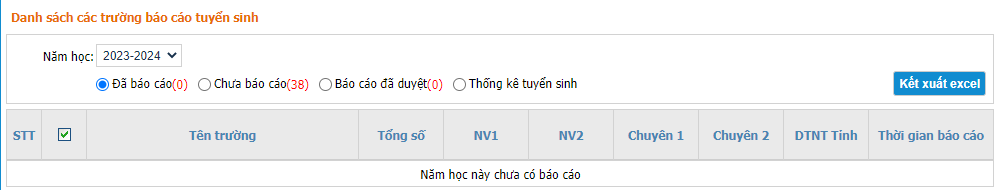 Danh sách các trường báo cáo tuyển sinh
Năm học: 2023-2024
Đã báo cáo(0) Chưa báo cáo(38) Báo cáo đã duyệt(0) Thống kê tuyển sinh Kết xuất excel
STT Tên trường Tổng số NV1 NV2 Chuyên 1 Chuyên 2 DTNT Tỉnh Thời gian báo cáo
Năm học này chưa có báo cáo